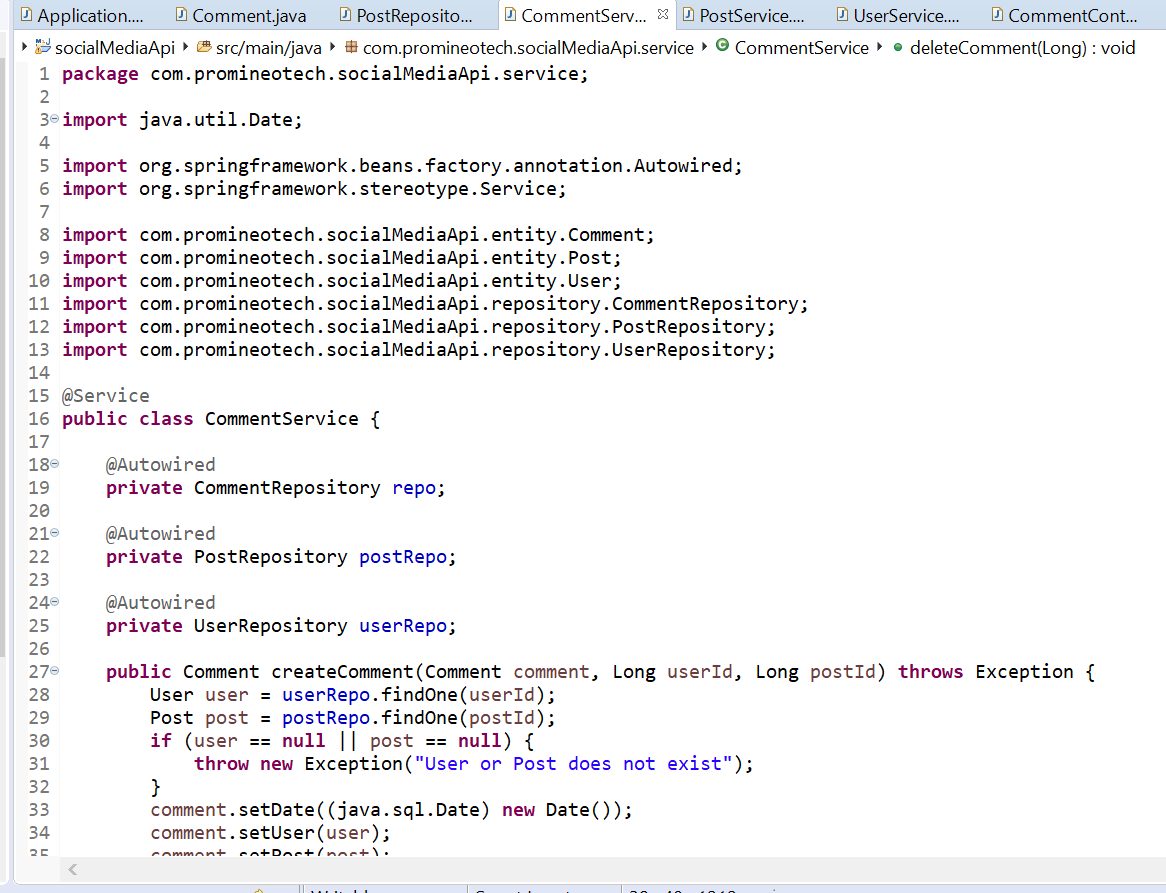 Application.... Comment.java PostReposito... CommentServ... PostService.... UserService.... CommentCont...
socialMediaApi src/main/java com.promineotech.socialMediaApi.service CommentService deleteComment(Long) : void
1 package com.promineotech.socialMediaApi.service;
2
3 import java.util.Date;
4
5 import org.springframework.beans.factory.annotation.Autowired;
6 import org.springframework.stereotype.Service;
7
8 import com.promineotech.socialMediaApi.entity.Comment;
9 import com.promineotech.socialMediaApi.entity.Post;
10 import com.promineotech.socialMediaApi.entity.User;
11 import com.promineotech.socialMediaApi.repository.CommentRepository;
12 import com.promineotech.socialMediaApi.repository.PostRepository;
13 import com.promineotech.socialMediaApi.repository.UserRepository;
14
15 @Service
16 public class CommentService {
17
18 @Autowired
19 private CommentRepository repo;
20
21 @Autowired
22 private PostRepository postRepo;
23
24 @Autowired
25 private UserRepository userRepo;
26
27 public Comment createComment(Comment comment, Long userId, Long postId) throws Exception {
28 User user = userRepo.findOne(userId);
29 Post post = postRepo.findOne(postId);
30 if (user == null || post == null) {
31 throw new Exception("User or Post does not exist");
32 }
33 comment.setDate((java.sql.Date) new Date());
34 comment.setUser(user);
35 comment.setPost(post);